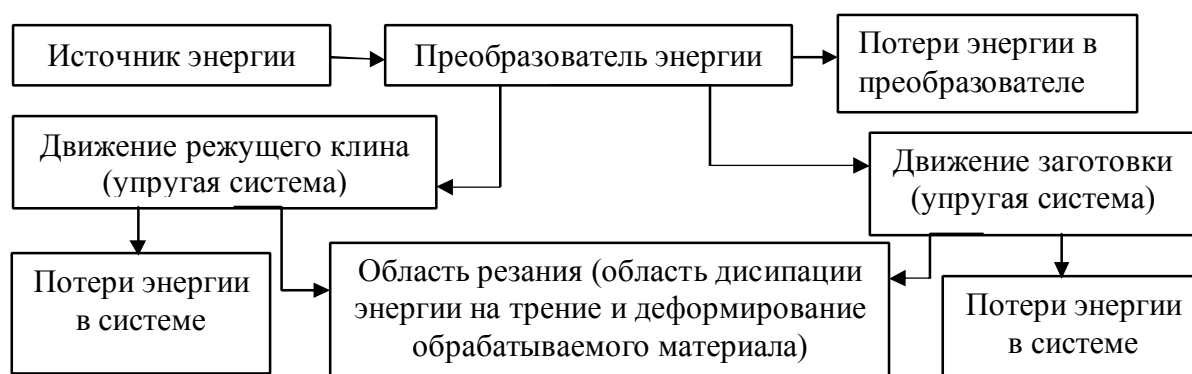 Источник энергии
Преобразователь энергии
Потери энергии в
преобразователе
Движение режущего клина
(упругая система)
Движение заготовки
(упругая система)
Потери энергии
в системе
Область резания (область дисипации
энергии на трение и деформирование
обрабатываемого материала)
Потери энергии
в системе